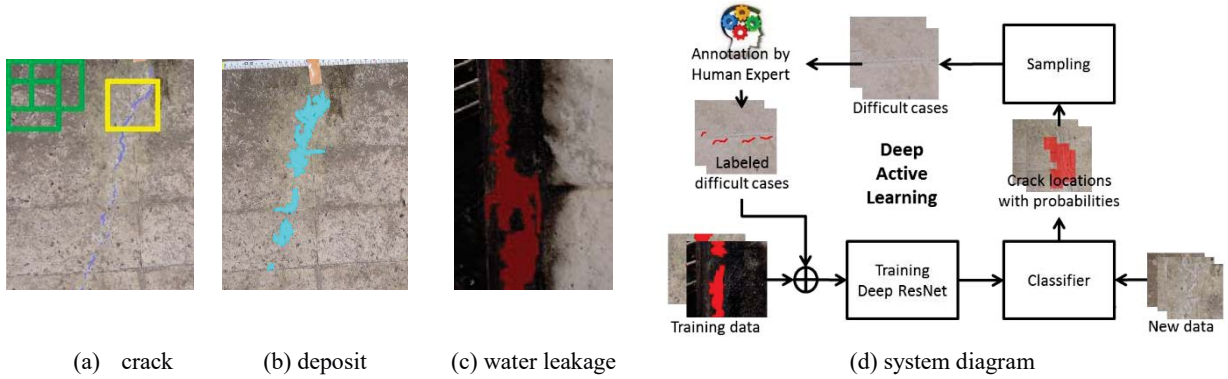 Annotation by
Human Expert
Difficult cases
Sampling
Labeled
difficult cases
Deep
Active
Learning
Crack locations
with probabilities
Training data
Training
Deep ResNet
Classifier
New data
(a) crack
(b) deposit
(c) water leakage
(d) system diagram